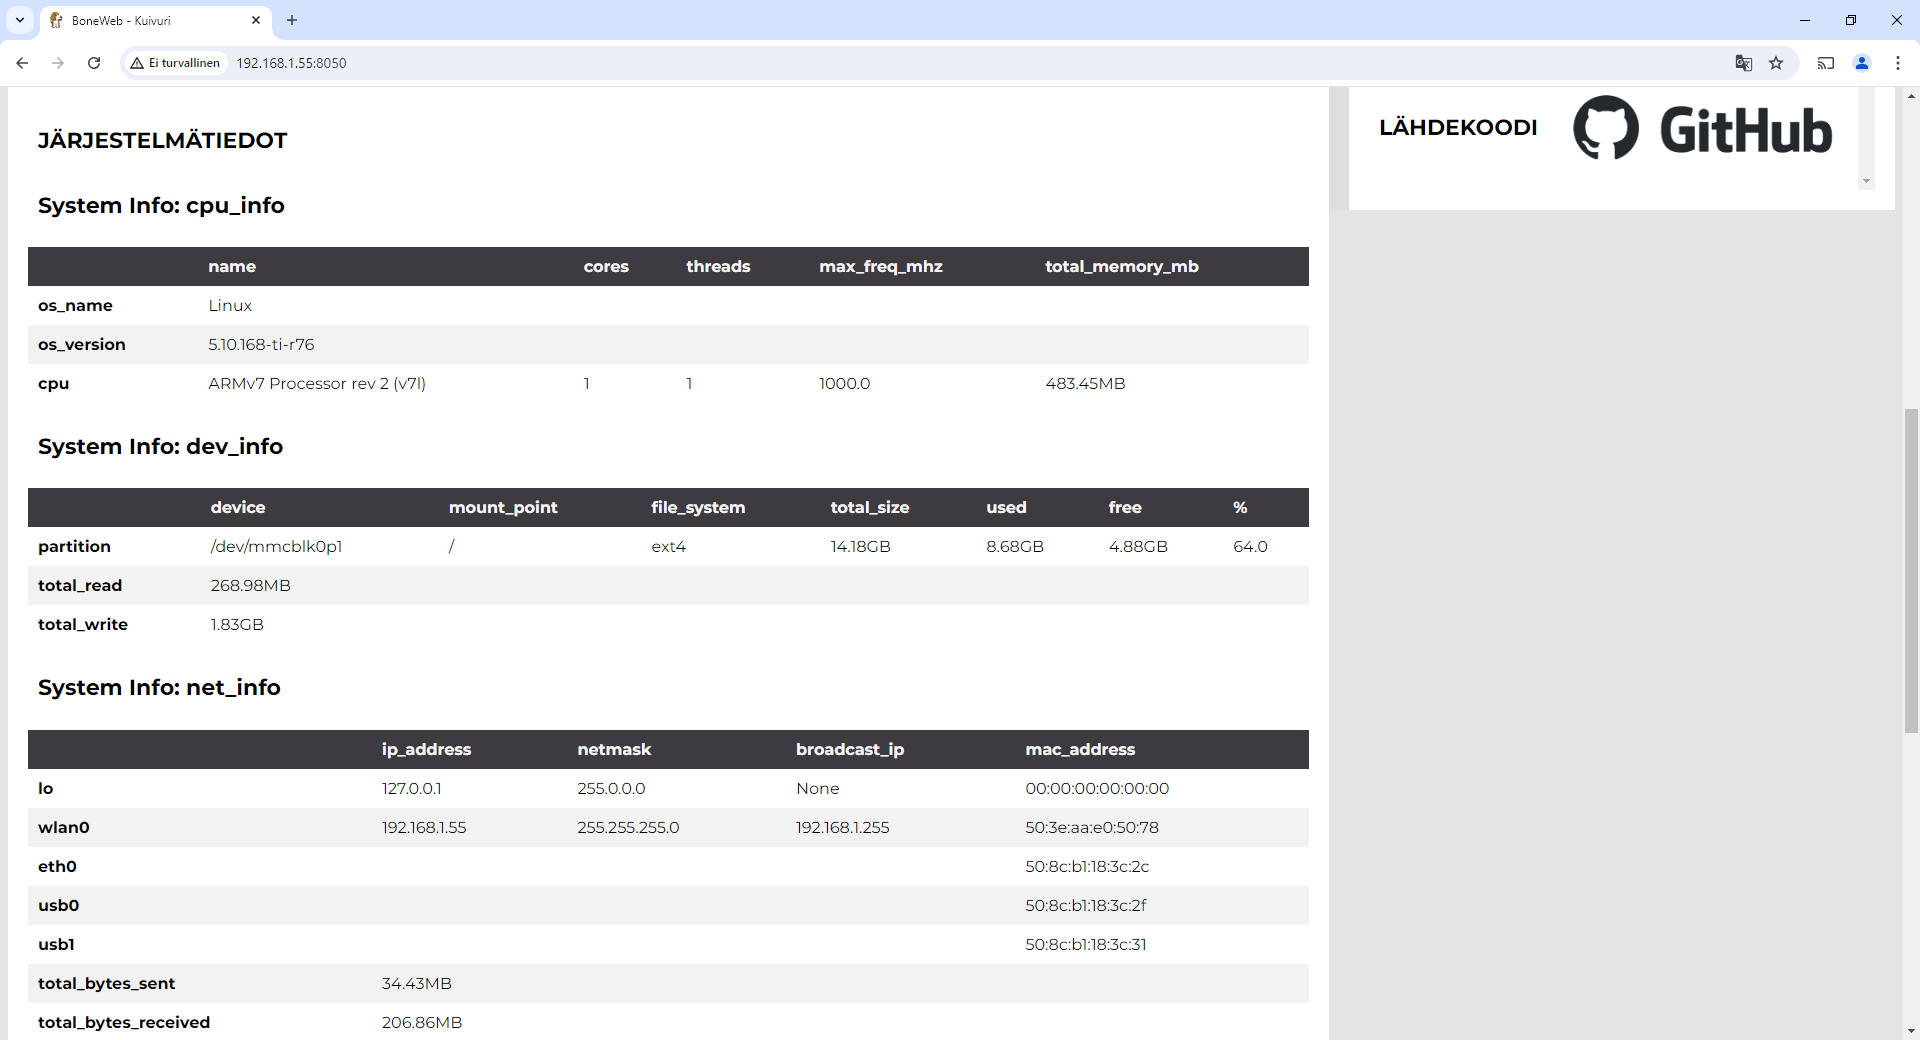 BoneWeb - Kuivuri
Ei turvallinen
192.168.1.55:8050
JÄRJESTELMÄTIEDOT
System Info: cpu_info
name cores threads max_freq_mhz total_memory_mb
os_name Linux
os_version 5.10.168-ti-r76
cpu ARMv7 Processor rev 2 (v7l) 1 1 1000.0 483.45MB
System Info: dev_info
device mount_point file_system total_size used free %
partition /dev/mmcblk0p1 / ext4 14.18GB 8.68GB 4.88GB 64.0
total_read 268.98MB
total_write 1.83GB
System Info: net_info
ip_address netmask broadcast_ip mac_address
lo 127.0.0.1 255.0.0.0 None 00:00:00:00:00:00
wlan0 192.168.1.55 255.255.255.0 192.168.1.255 50:3e:aa:e0:50:78
eth0 50:8c:b1:18:3c:2c
usb0 50:8c:b1:18:3c:2f
usb1 50:8c:b1:18:3c:31
total_bytes_sent 34.43MB
total_bytes_received 206.86MB
LÄHDEKOODI GitHub